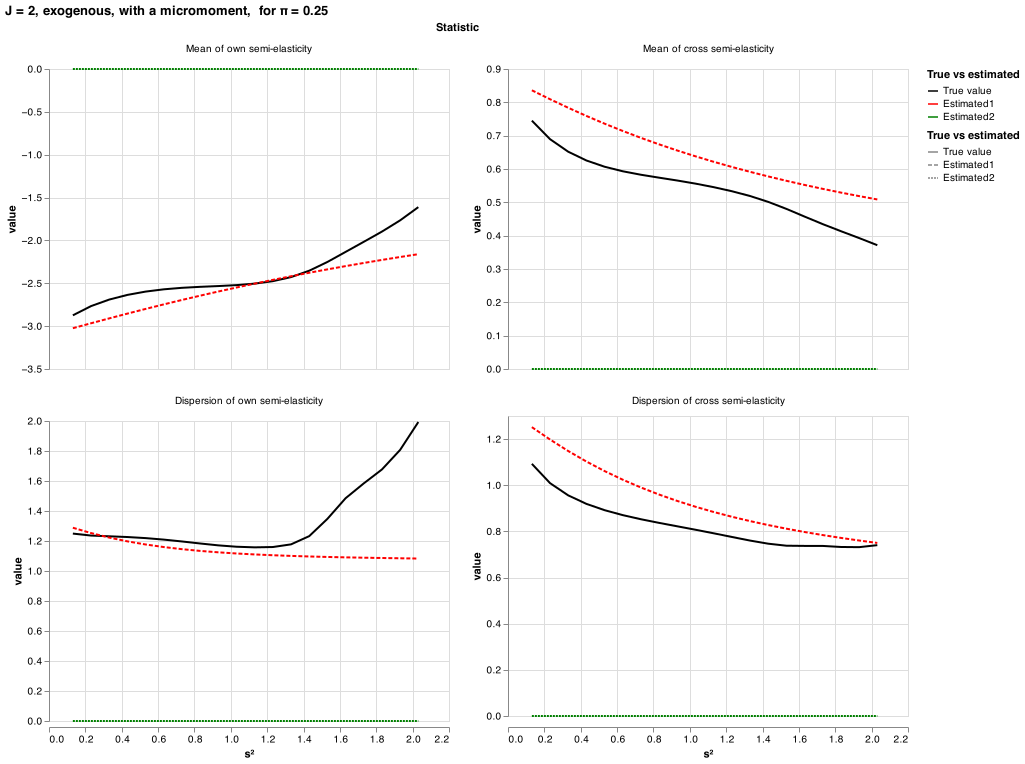 J = 2, exogenous, with a micromoment,  for π = 0.25
Statistic
Mean of own semi-elasticity
0.0
−0.5
−1.0
−1.5
−2.0
−2.5
−3.0
−3.5
value
Mean of cross semi-elasticity
0.9
0.8
0.7
0.6
0.5
0.4
0.3
0.2
0.1
0.0
value
True vs estimated
True value
Estimated1
Estimated2
True vs estimated
True value
Estimated1
Estimated2
Dispersion of own semi-elasticity
2.0
1.8
1.6
1.4
1.2
1.0
0.8
0.6
0.4
0.2
0.0
value
0.0 0.2 0.4 0.6 0.8 1.0 1.2 1.4 1.6 1.8 2.0 2.2
s²
Dispersion of cross semi-elasticity
1.2
1.0
0.8
0.6
0.4
0.2
0.0
value
0.0 0.2 0.4 0.6 0.8 1.0 1.2 1.4 1.6 1.8 2.0 2.2
s²